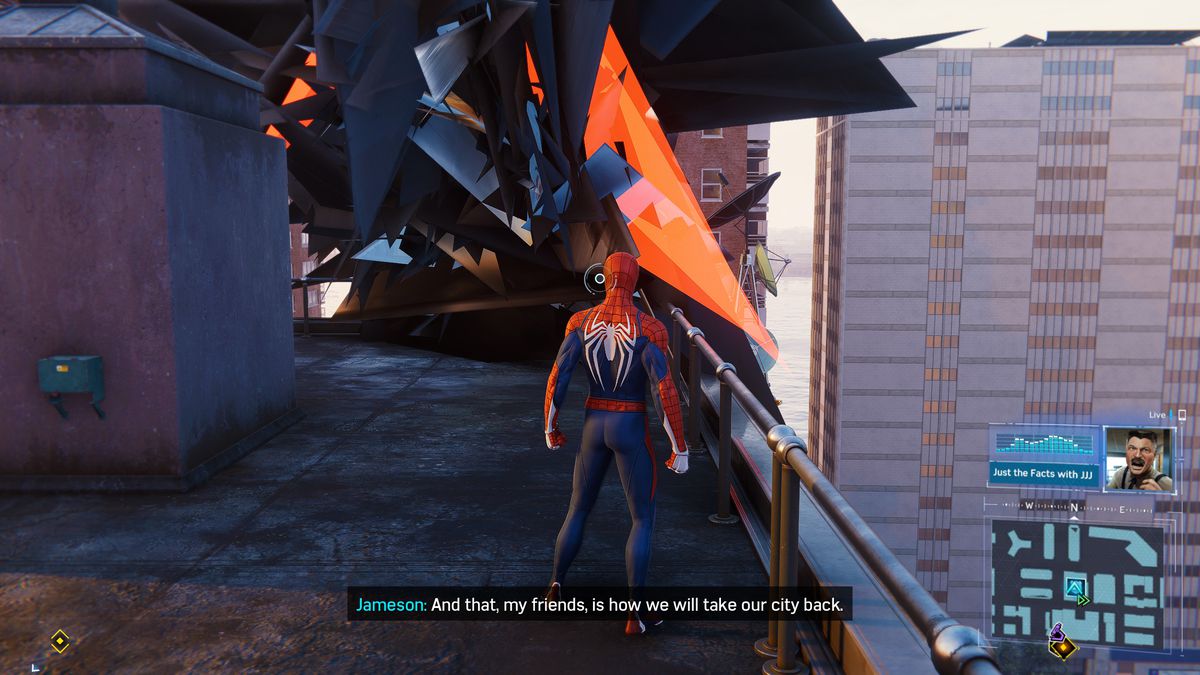 Live
Just the Facts with JJJ
W N E
Jameson: And that, my friends, is how we will take our city back.
L